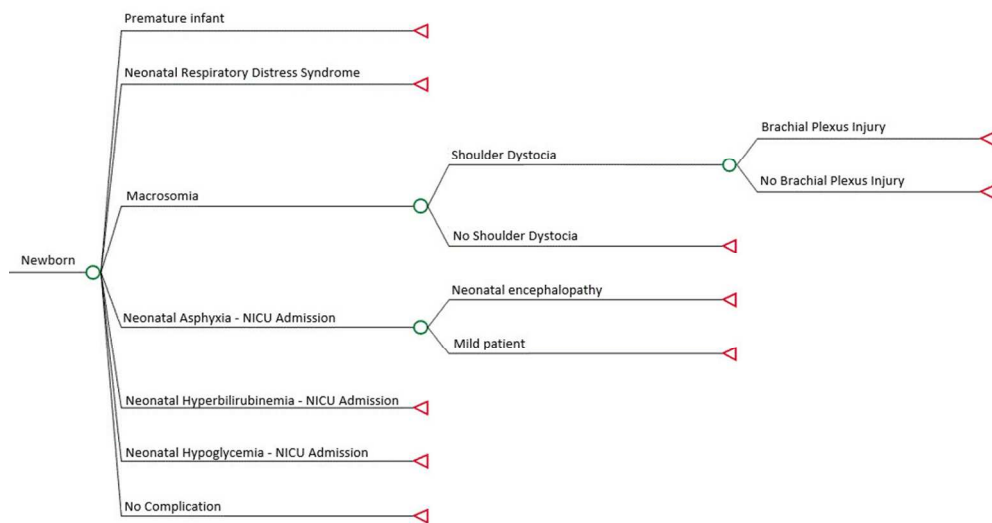 Premature infant
Neonatal Respiratory Distress Syndrome
Brachial Plexus Injury
Shoulder Dystocia
No Brachial Plexus Injury
Macrosomia
No Shoulder Dystocia
Newborn
Neonatal encephalopathy
Neonatal Asphyxia - NICU Admission
Mild patient
Neonatal Hyperbilirubinemia - NICU Admission
Neonatal Hypoglycemia - NICU Admission
No Complication